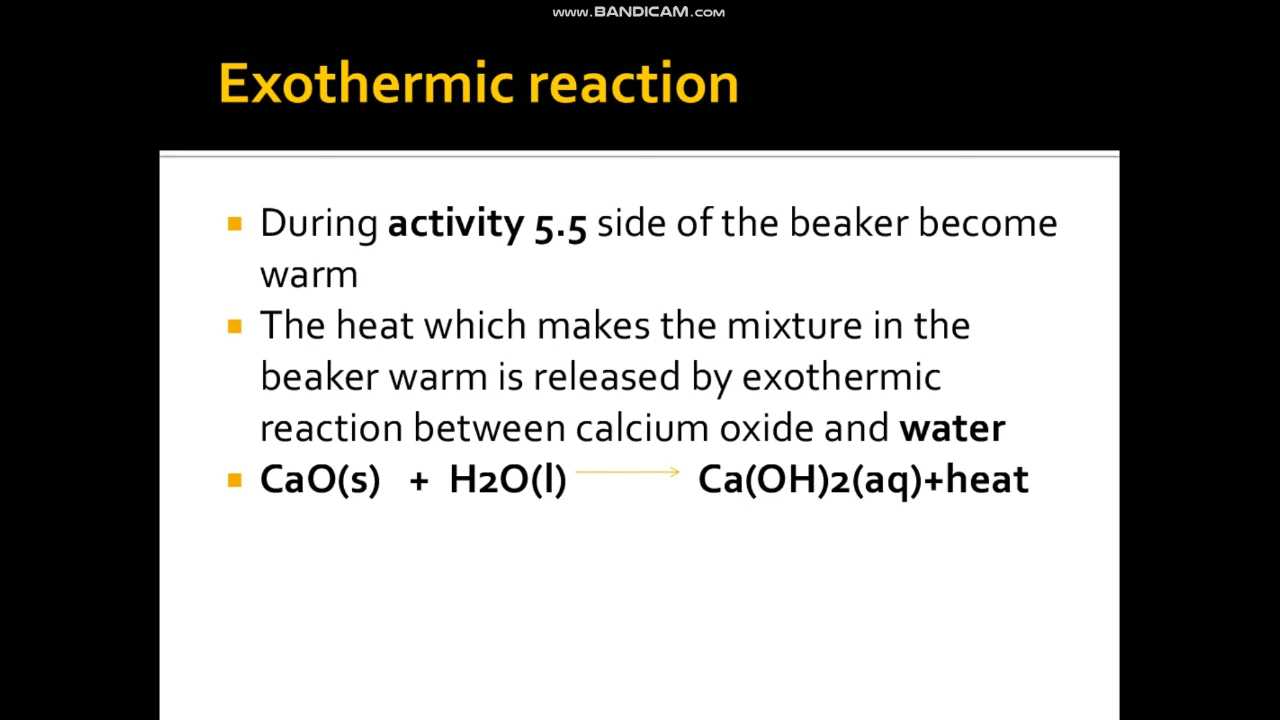 www.BANDICAM.com
Exothermic reaction
During activity 5.5 side of the beaker become
warm
The heat which makes the mixture in the
beaker warm is released by exothermic
reaction between calcium oxide and water
CaO(s) + H2O(l) → Ca(OH)2(aq)+heat